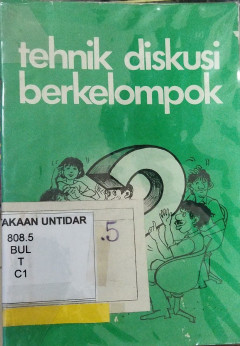 tehnik diskusi
berkelompok
TAKAAN UNTIDAR
808.5
BUL
T
C1
.5